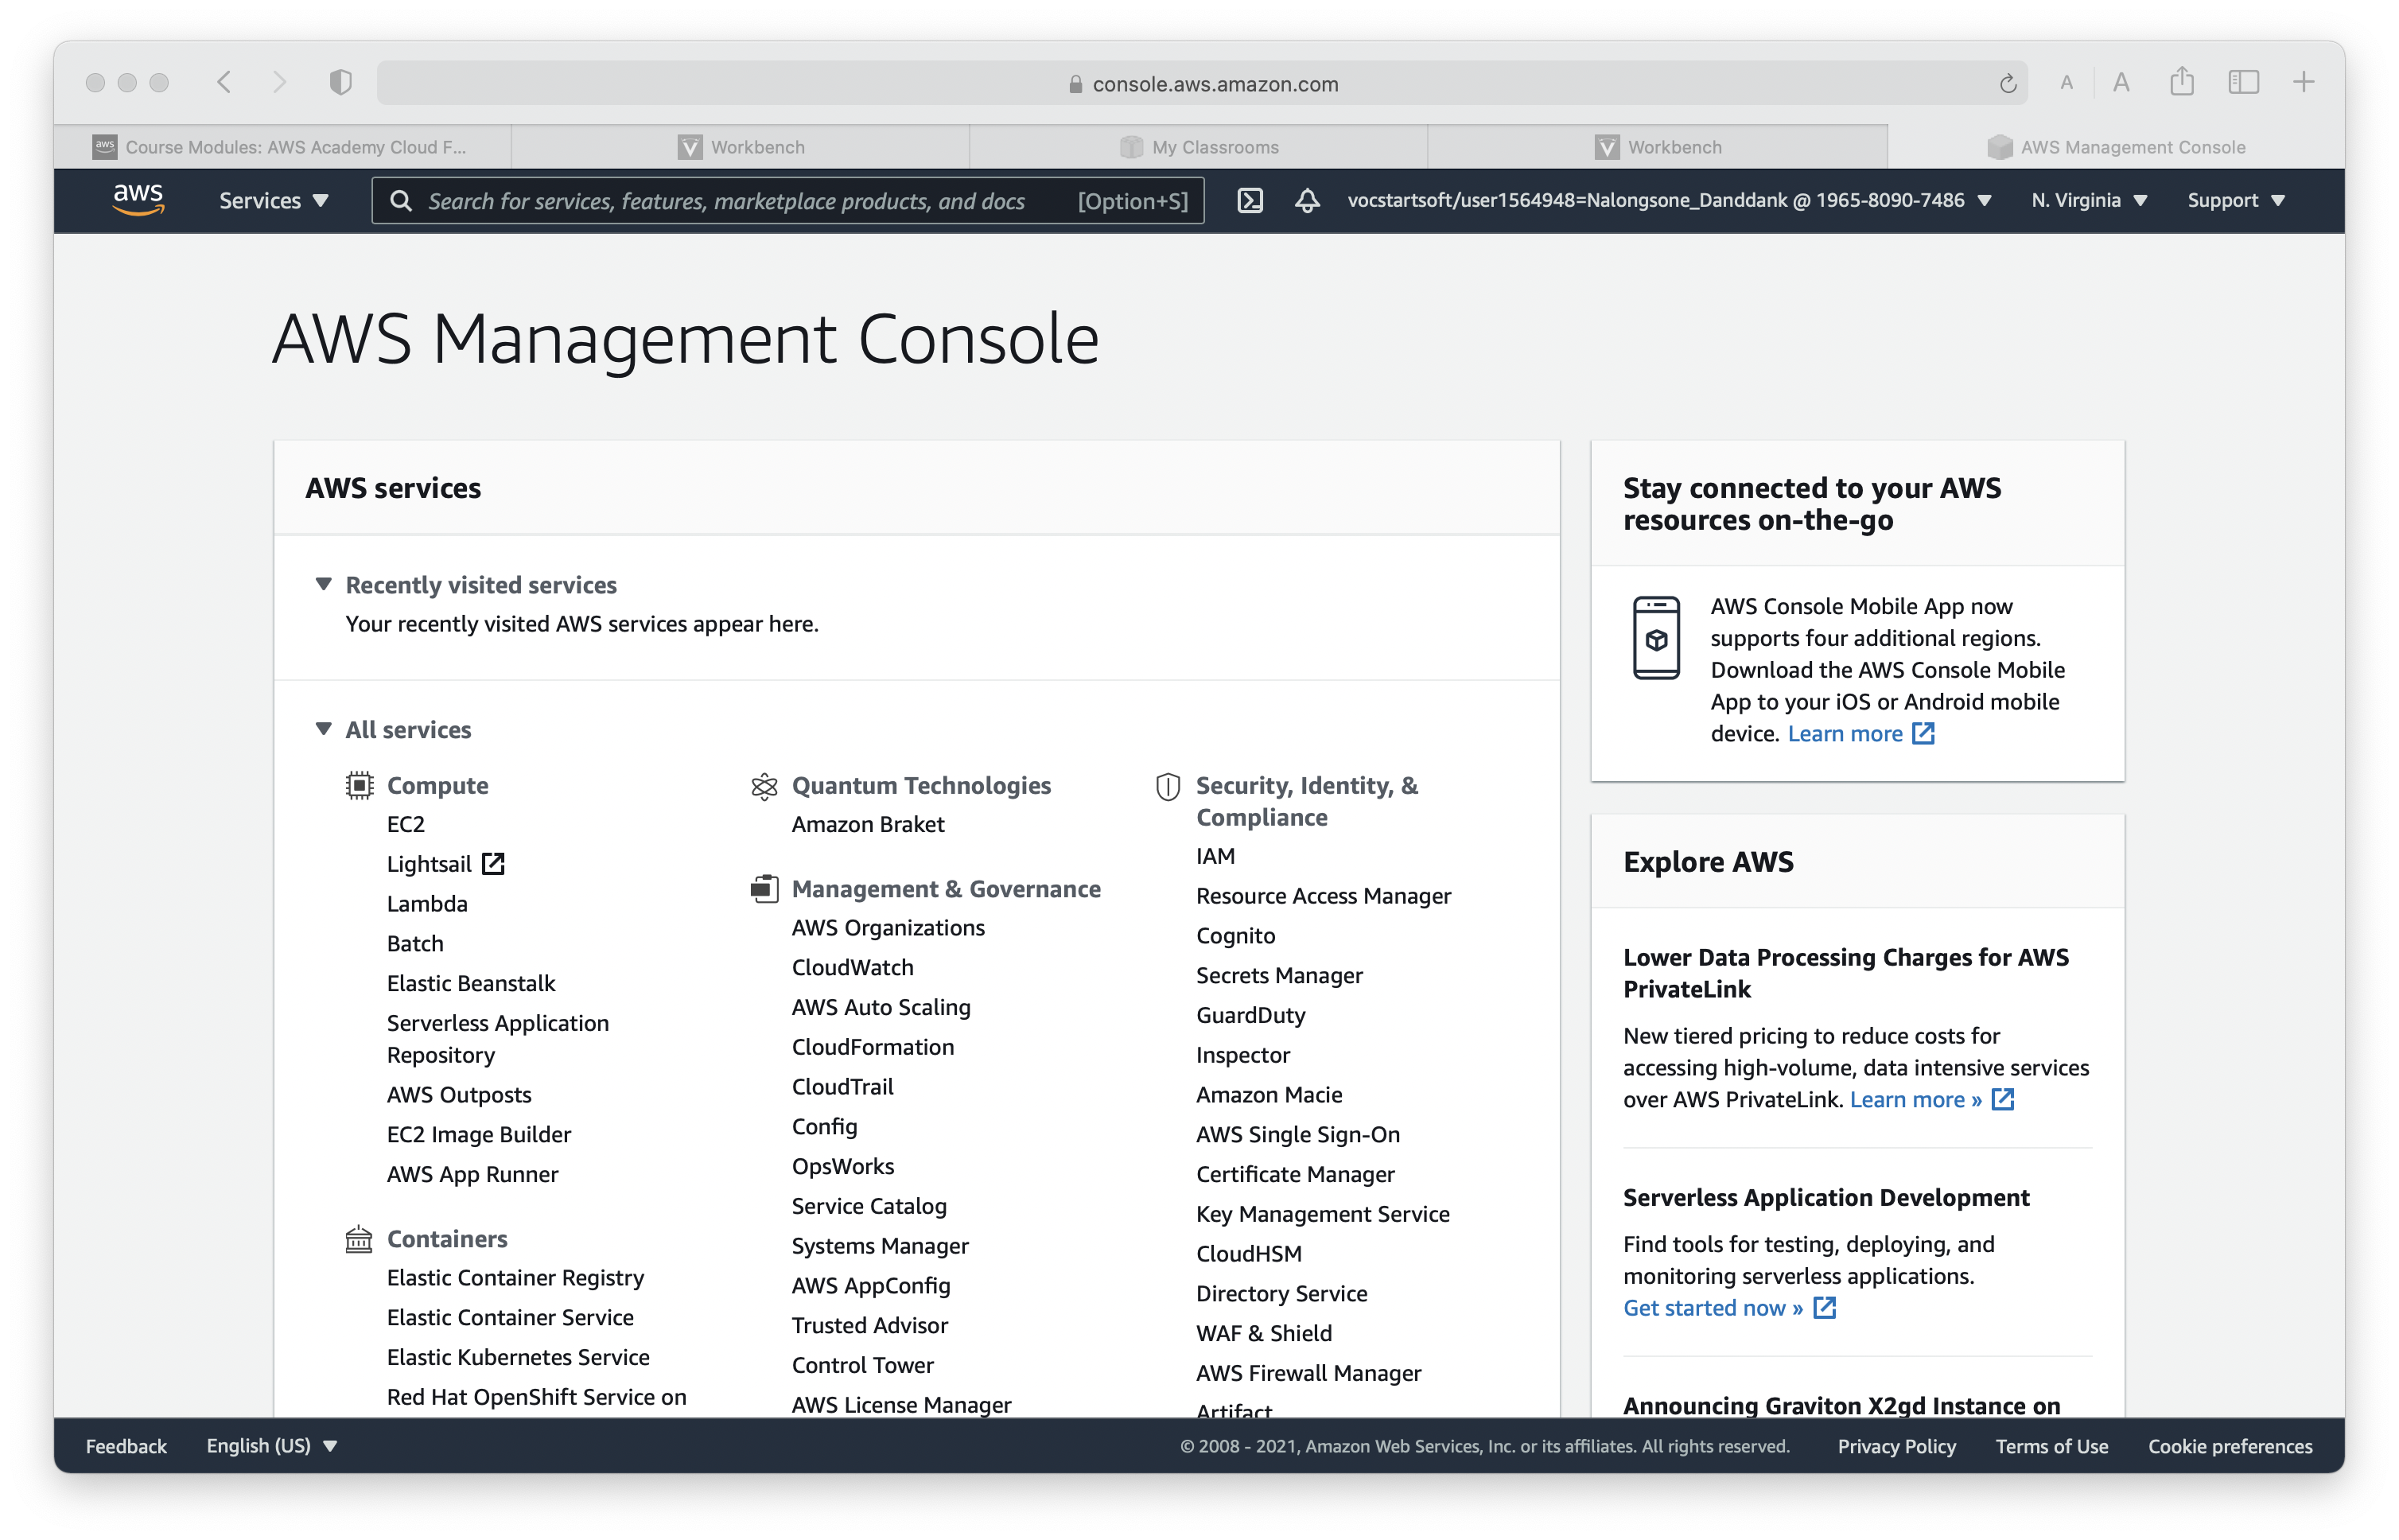 console.aws.amazon.com
A
A
aws
Course Modules: AWS Academy Cloud F...
V
Workbench
My Classrooms
V
Workbench
AWS Management Console
aws
Services
Search for services, features, marketplace products, and docs
[Option+S]
vocstartsoft/user1564948=Nalongsone_Danddank @ 1965-8090-7486
N. Virginia
Support
AWS Management Console
AWS services
Recently visited services
Your recently visited AWS services appear here.
All services
Compute
EC2
Lightsail
Lambda
Batch
Elastic Beanstalk
Serverless Application
Repository
AWS Outposts
EC2 Image Builder
AWS App Runner
Containers
Elastic Container Registry
Elastic Container Service
Elastic Kubernetes Service
Red Hat OpenShift Service on
Quantum Technologies
Amazon Braket
Management & Governance
AWS Organizations
CloudWatch
AWS Auto Scaling
CloudFormation
CloudTrail
Config
OpsWorks
Service Catalog
Systems Manager
AWS AppConfig
Trusted Advisor
Control Tower
AWS License Manager
Security, Identity, &
Compliance
IAM
Resource Access Manager
Cognito
Secrets Manager
GuardDuty
Inspector
Amazon Macie
AWS Single Sign-On
Certificate Manager
Key Management Service
CloudHSM
Directory Service
WAF & Shield
AWS Firewall Manager
Artifact
Stay connected to your AWS
resources on-the-go
AWS Console Mobile App now
supports four additional regions.
Download the AWS Console Mobile
App to your iOS or Android mobile
device. Learn more
Explore AWS
Lower Data Processing Charges for AWS
PrivateLink
New tiered pricing to reduce costs for
accessing high-volume, data intensive services
over AWS PrivateLink. Learn more »
Serverless Application Development
Find tools for testing, deploying, and
monitoring serverless applications.
Get started now »
Announcing Graviton X2gd Instance on
Feedback
English (US)
© 2008 - 2021, Amazon Web Services, Inc. or its affiliates. All rights reserved.
Privacy Policy
Terms of Use
Cookie preferences